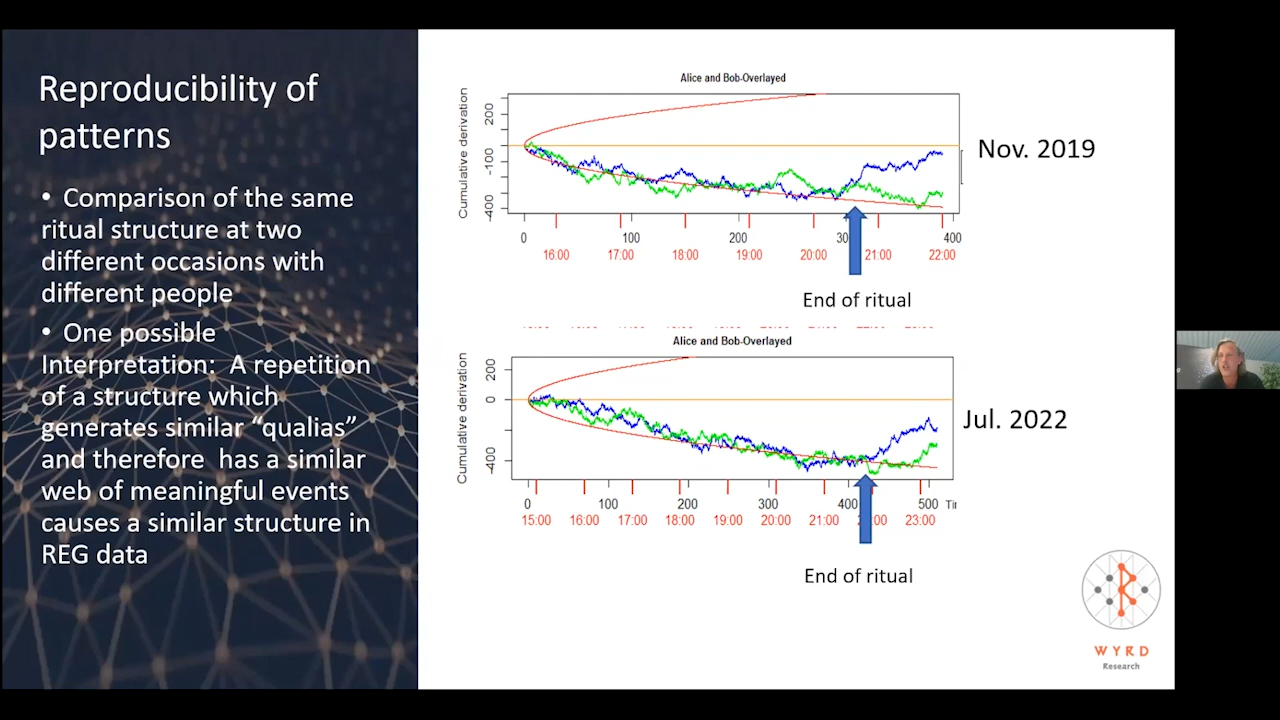 Reproducibility of
patterns
• Comparison of the same
ritual structure at two
different occasions with
different people
• One possible
Interpretation: A repetition
of a structure which
generates similar “qualias”
and therefore has a similar
web of meaningful events
causes a similar structure in
REG data
Alice and Bob-Overlayed
Cumulative derivation
200
-100
-400
0 100 200 30 400
16:00 17:00 18:00 19:00 20:00 21:00 22:00
Nov. 2019
End of ritual
Alice and Bob-Overlayed
Cumulative derivation
200
0
-400
0 100 200 300 400 500 Ti
15:00 16:00 17:00 18:00 19:00 20:00 21:00 :00 23:00
Jul. 2022
End of ritual
WYRD
Research